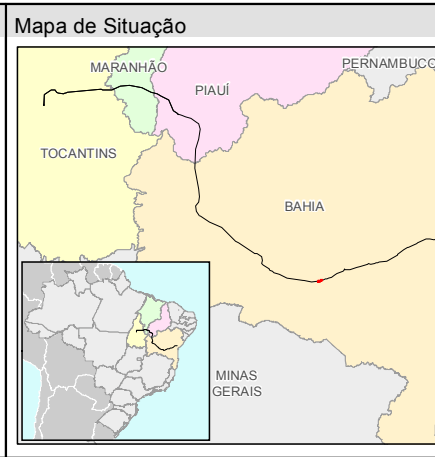 Mapa de Situação
MARANHÃO
PERNAMBUCO
PIAUÍ
TOCANTINS
BAHIA
MINAS
GERAIS